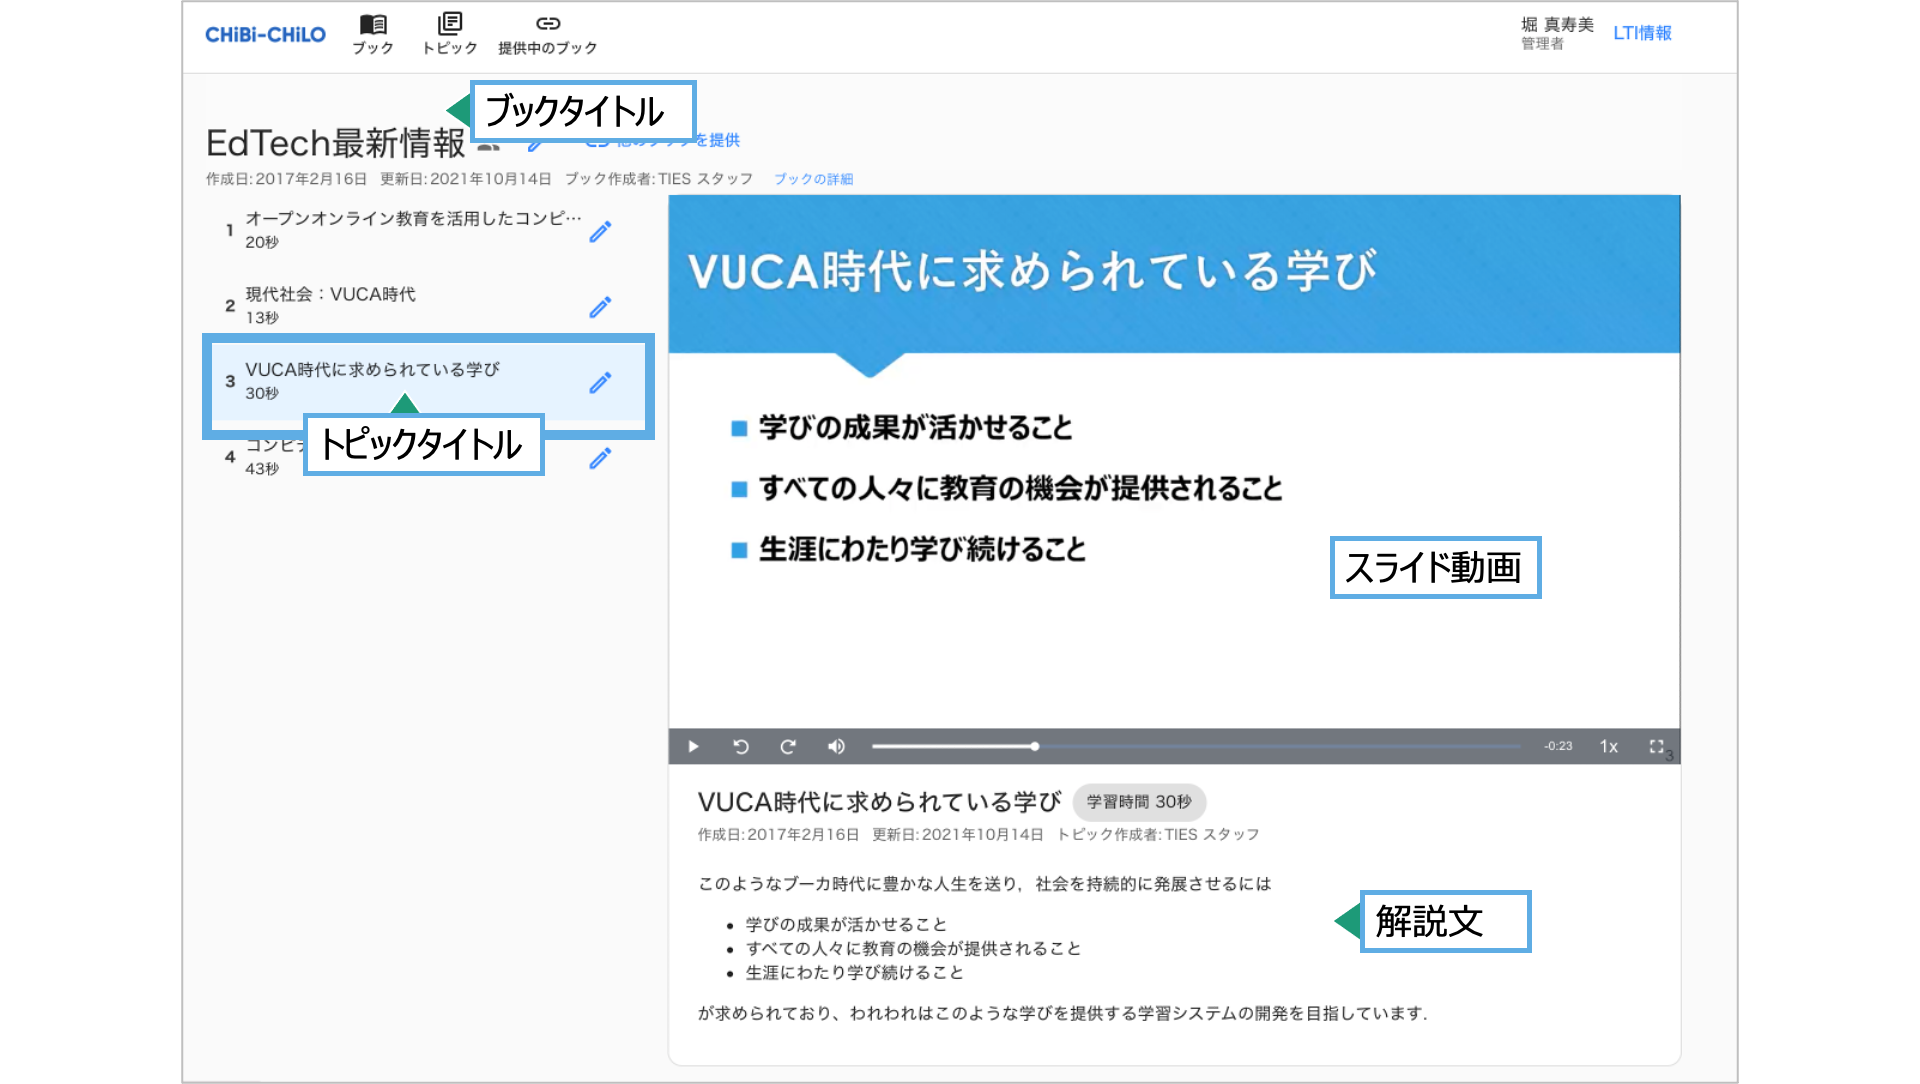 CHiBi-CHiLO
ブック
トピック
提供中のブック
堀 真寿美
管理者
LTI情報
ブックタイトル
EdTech最新情報
を提供
作成日:2017年2月16日 更新日:2021年10月14日 ブック作成者:TIES スタッフ ブックの詳細
1 オープンオンライン教育を活用したコンピ…
20秒
2 現代社会：VUCA時代
13秒
3 VUCA時代に求められている学び
30秒
トピックタイトル
4 コンピ
43秒
VUCA時代に求められている学び
学びの成果が活かせること
すべての人々に教育の機会が提供されること
生涯にわたり学び続けること
スライド動画
-0:23
1x
3
VUCA時代に求められている学び 学習時間 30秒
作成日:2017年2月16日 更新日:2021年10月14日 トピック作成者:TIES スタッフ
このようなブーカ時代に豊かな人生を送り，社会を持続的に発展させるには
• 学びの成果が活かせること
• すべての人々に教育の機会が提供されること
• 生涯にわたり学び続けること
解説文
が求められており、われわれはこのような学びを提供する学習システムの開発を目指しています.